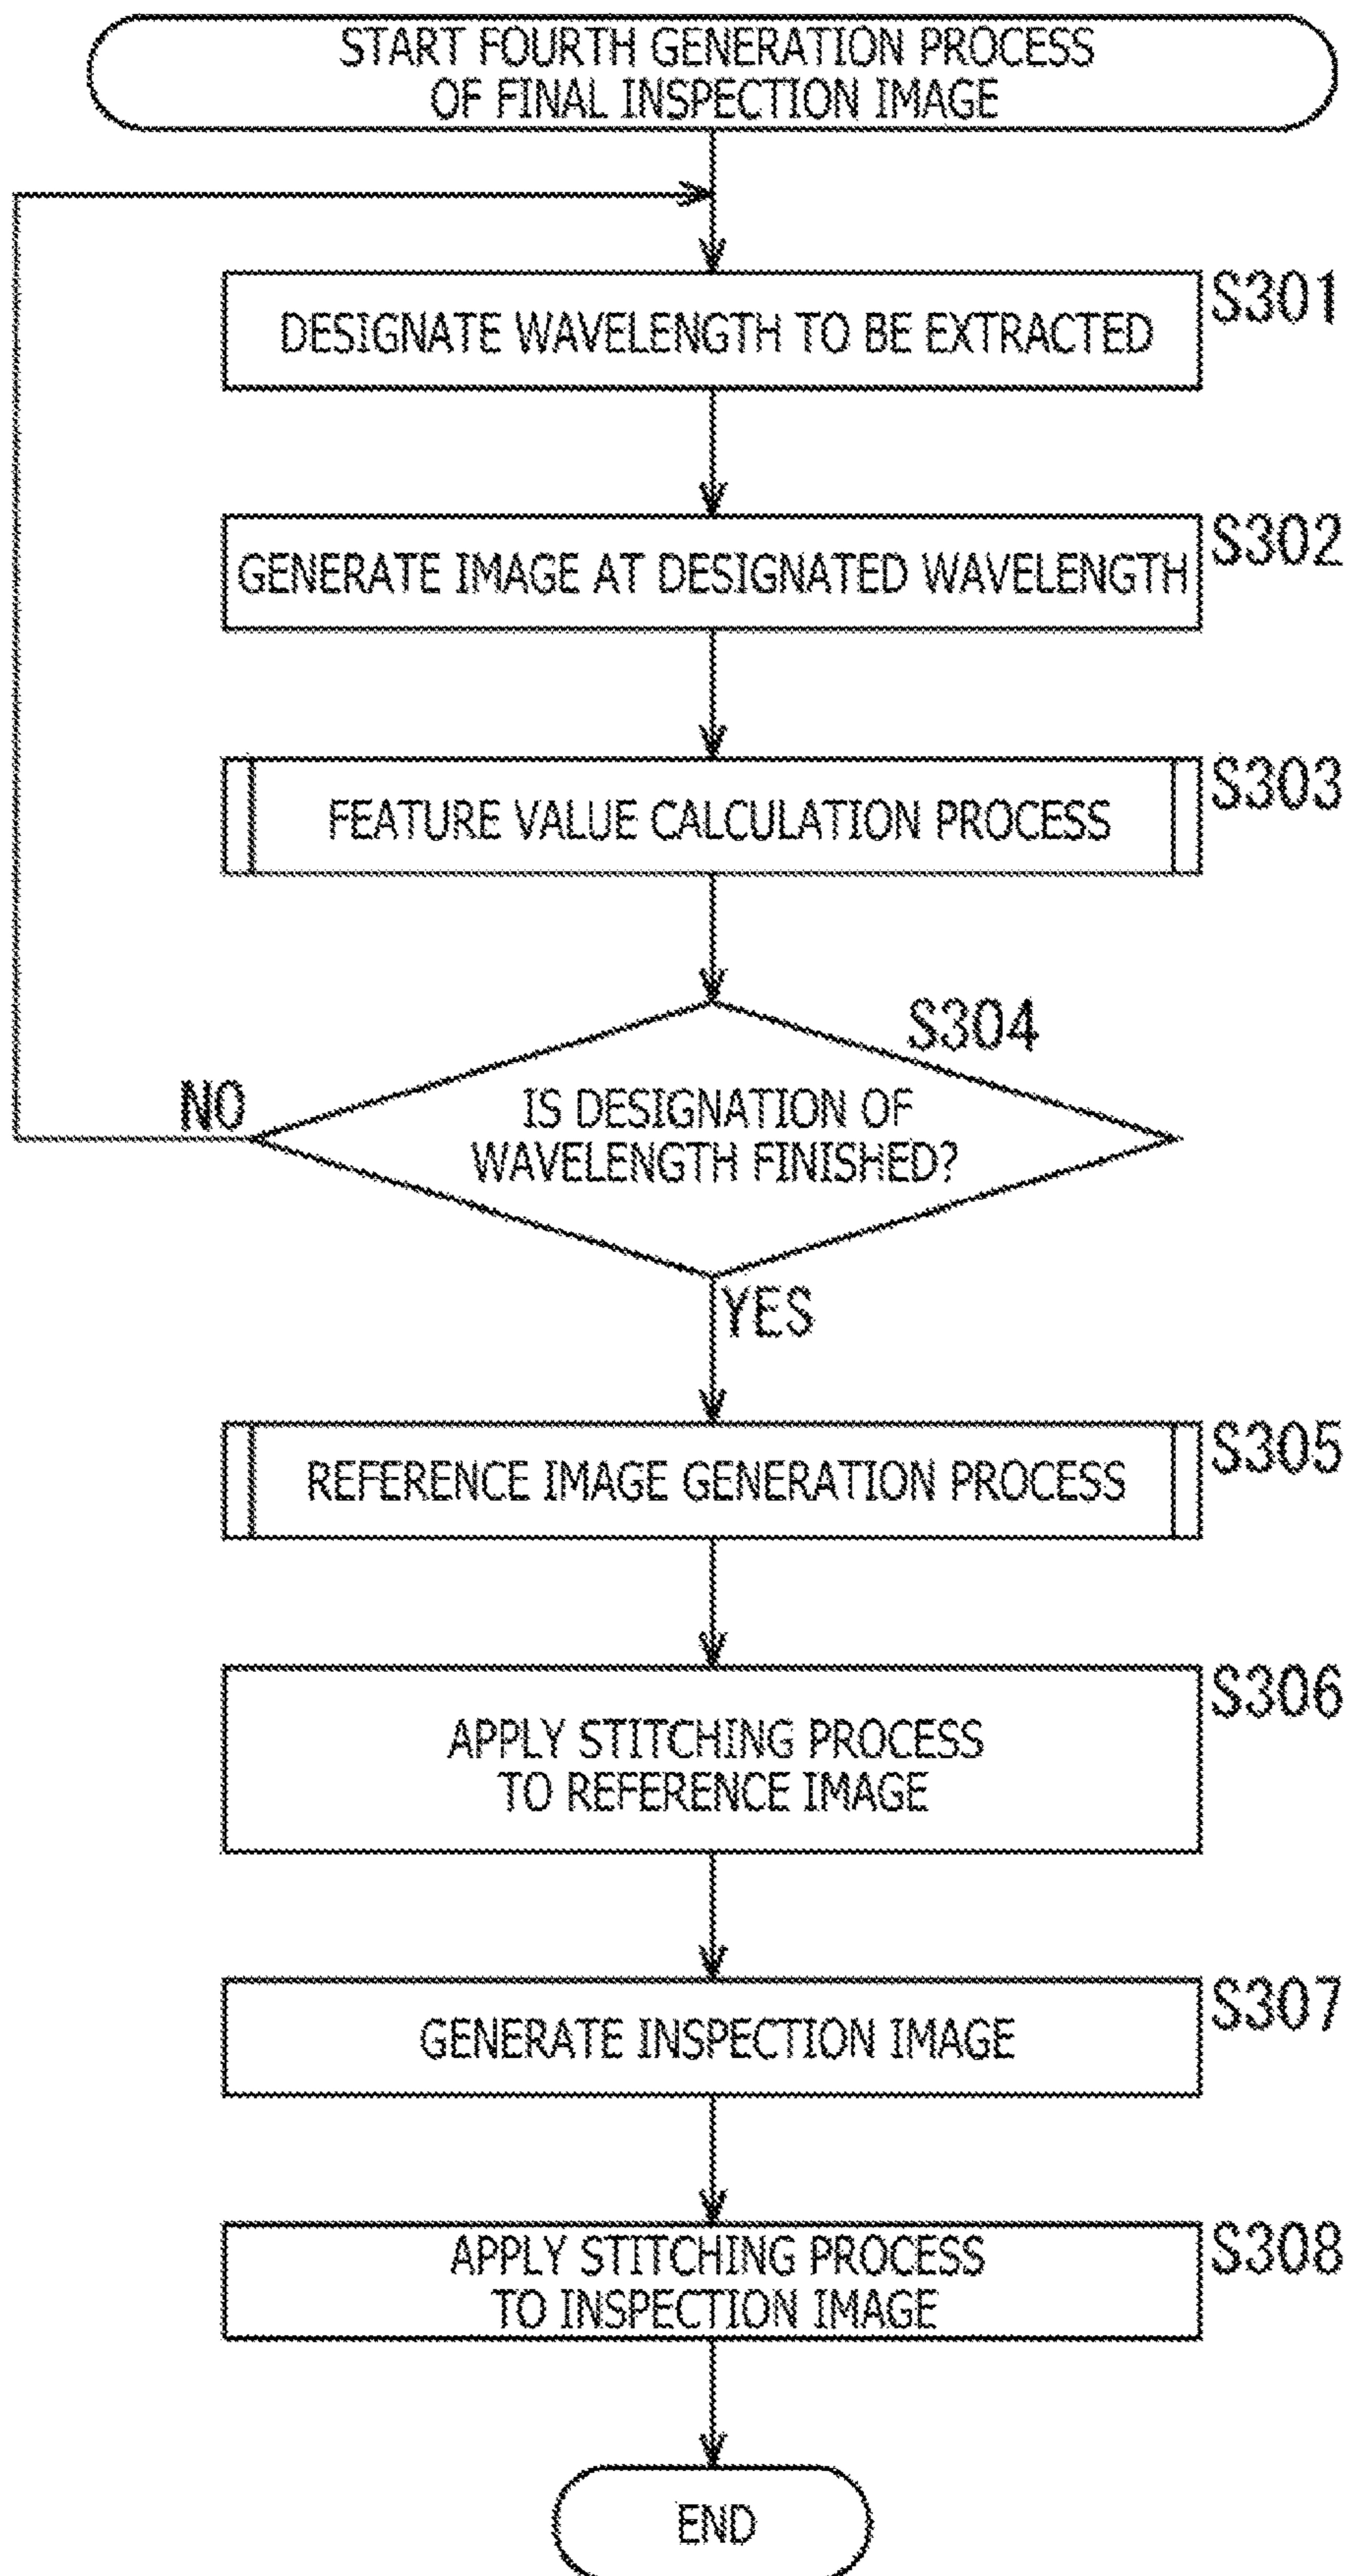 START FOURTH GENERATION PROCESS
OF FINAL INSPECTION IMAGE
S301
DESIGNATE WAVELENGTH TO BE EXTRACTED
S302
GENERATE IMAGE AT DESIGNATED WAVELENGTH
S303
FEATURE VALUE CALCULATION PROCESS
S304
NO
IS DESIGNATION OF
WAVELENGTH FINISHED?
YES
S305
REFERENCE IMAGE GENERATION PROCESS
S306
APPLY STITCHING PROCESS
TO REFERENCE IMAGE
S307
GENERATE INSPECTION IMAGE
S308
APPLY STITCHING PROCESS
TO INSPECTION IMAGE
END